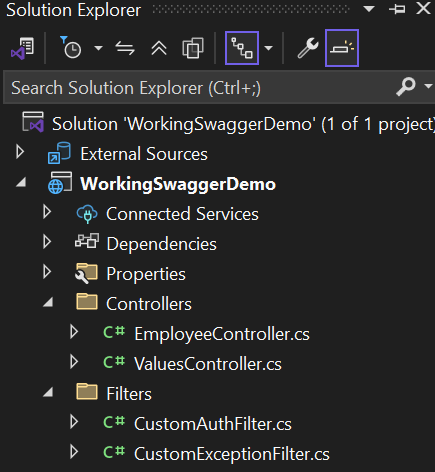 Solution Explorer
Search Solution Explorer (Ctrl+;)
Solution 'WorkingSwaggerDemo' (1 of 1 project)
External Sources
WorkingSwaggerDemo
Connected Services
Dependencies
Properties
Controllers
C# EmployeeController.cs
C# ValuesController.cs
Filters
C# CustomAuthFilter.cs
C# CustomExceptionFilter.cs